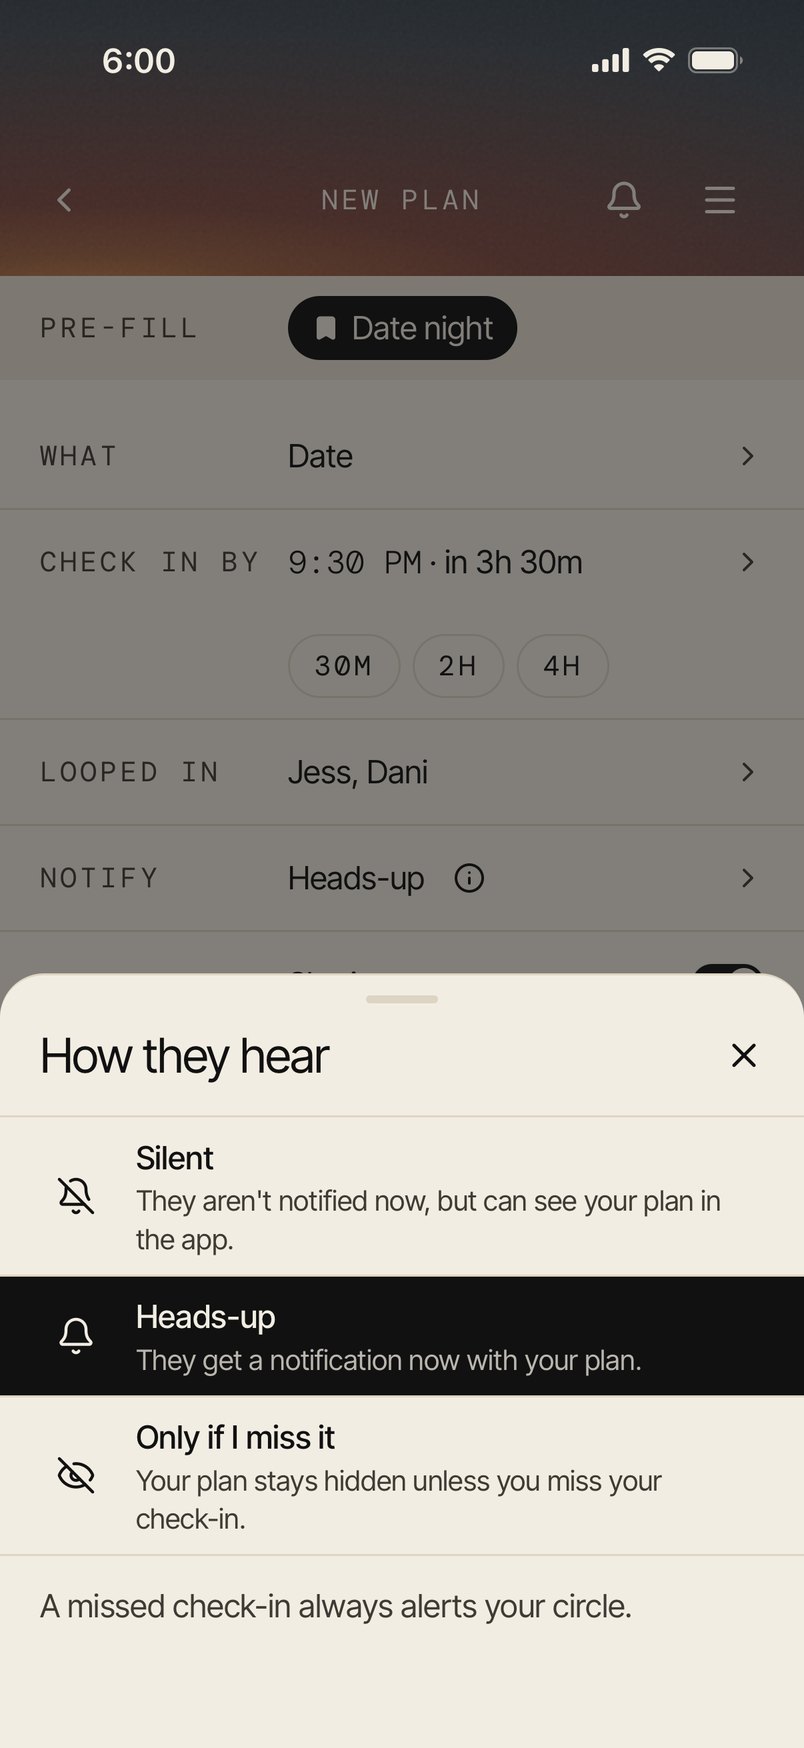 6:00
NEW PLAN
PRE-FILL Date night
WHAT Date
CHECK IN BY 9:30 PM · in 3h 30m
30M 2H 4H
LOOPED IN Jess, Dani
NOTIFY Heads-up
How they hear
Silent
They aren't notified now, but can see your plan in
the app.
Heads-up
They get a notification now with your plan.
Only if I miss it
Your plan stays hidden unless you miss your
check-in.
A missed check-in always alerts your circle.